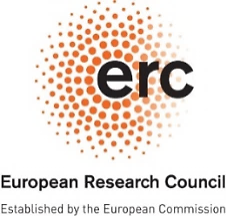 erc
European Research Council
Established by the European Commission